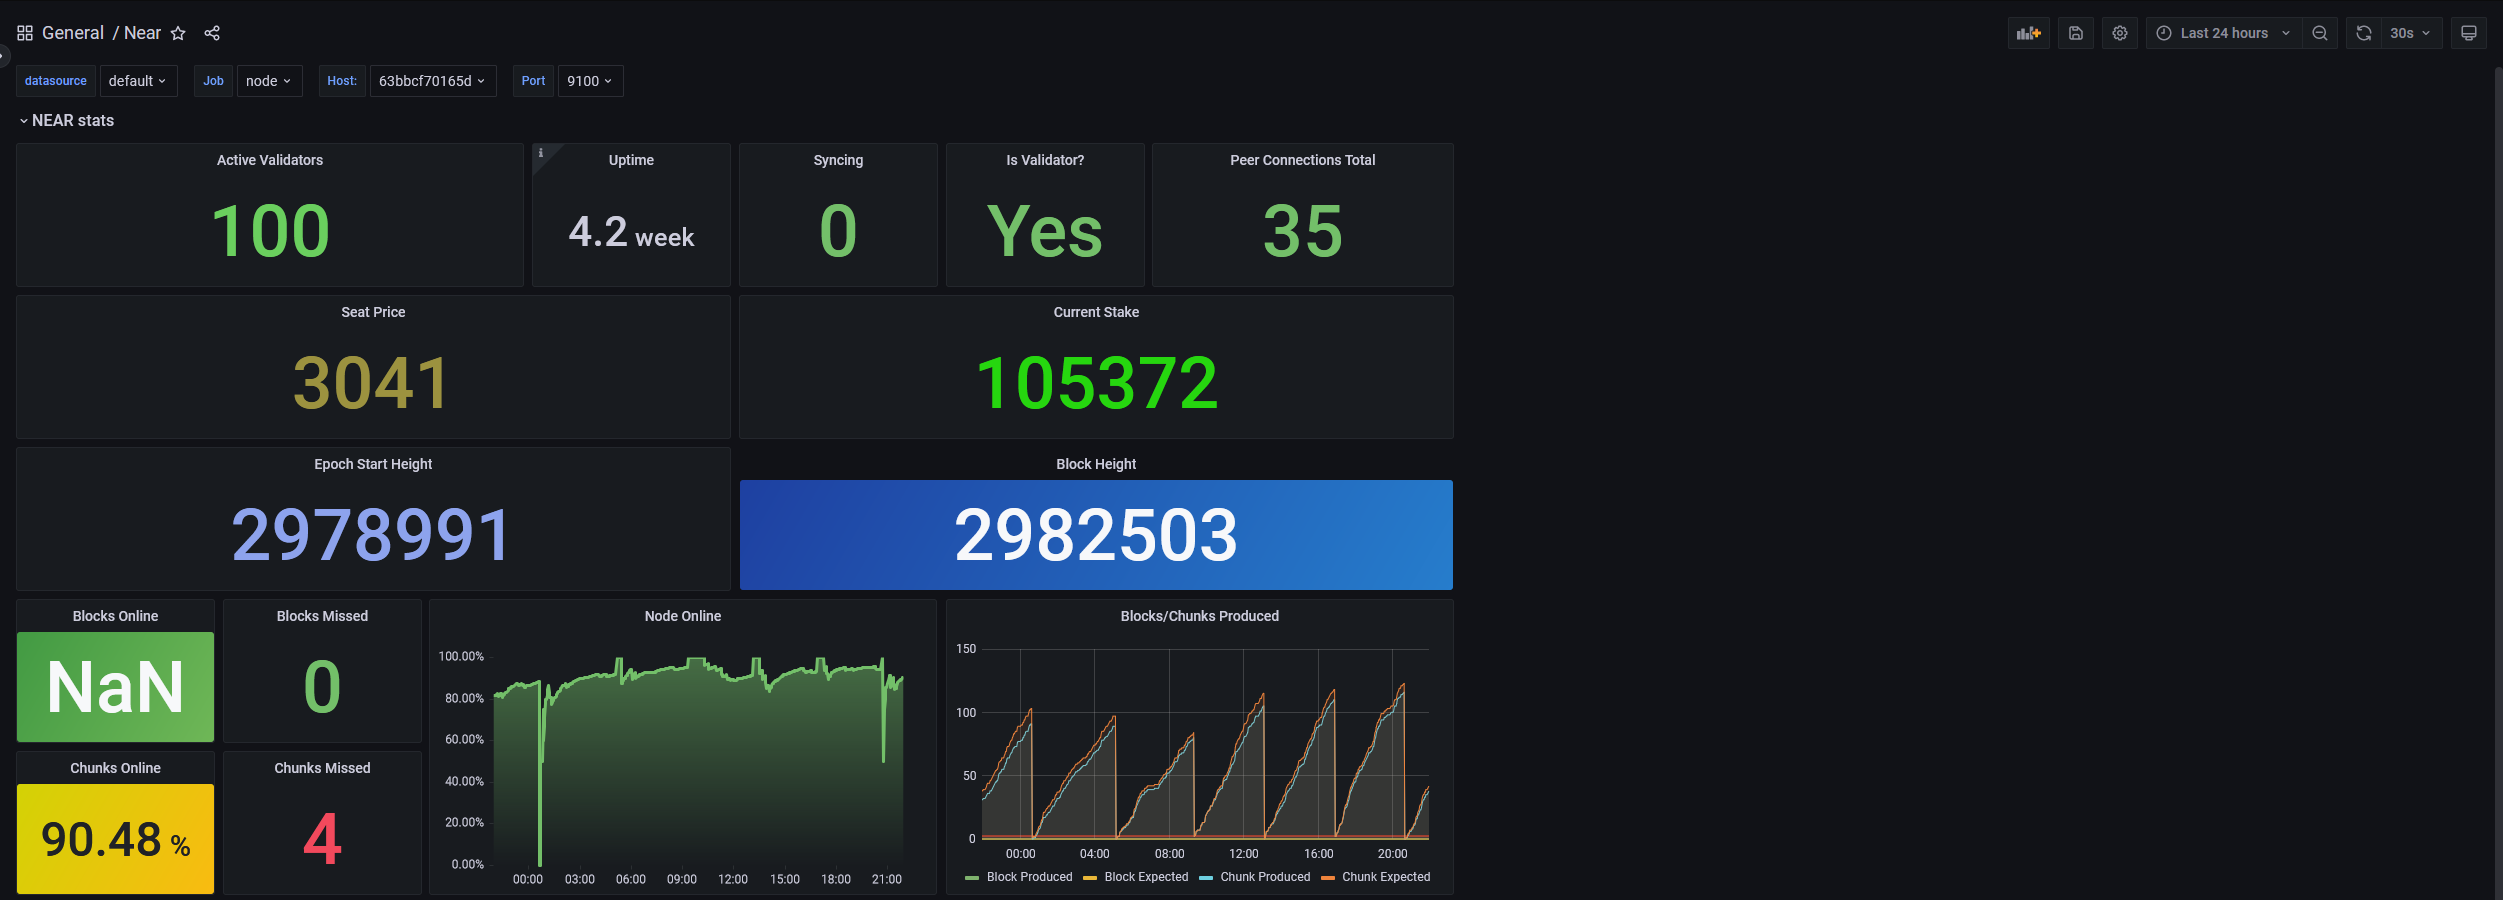 General / Near
Last 24 hours
30s
datasource default Job node Host: 63bbcf70165d Port 9100
NEAR stats
Active Validators
100
i
Uptime
4.2 week
Syncing
0
Is Validator?
Yes
Peer Connections Total
35
Seat Price
3041
Current Stake
105372
Epoch Start Height
2978991
Block Height
2982503
Blocks Online
NaN
Blocks Missed
0
Chunks Online
90.48 %
Chunks Missed
4
Node Online
100.00%
80.00%
60.00%
40.00%
20.00%
0.00%
00:00 03:00 06:00 09:00 12:00 15:00 18:00 21:00
Blocks/Chunks Produced
150
100
50
0
00:00 04:00 08:00 12:00 16:00 20:00
Block Produced Block Expected Chunk Produced Chunk Expected